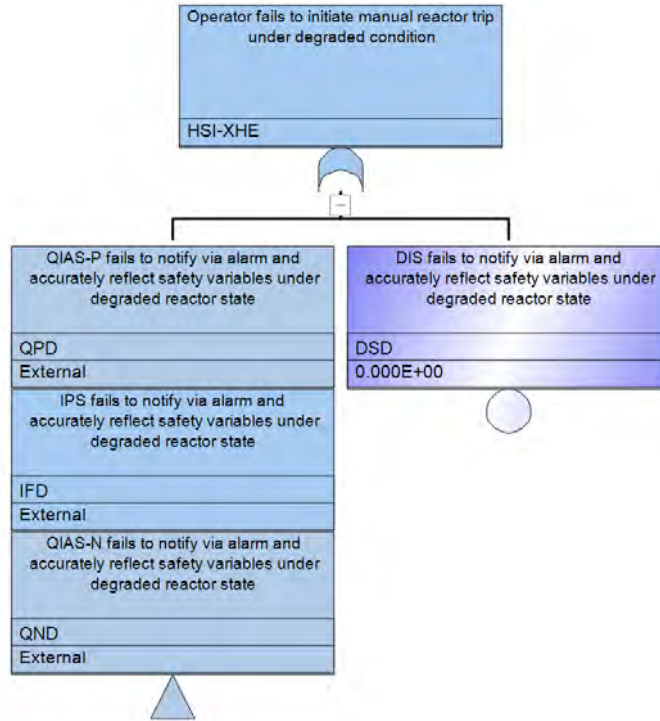 Operator fails to initiate manual reactor trip
under degraded condition
HSI-XHE
QIAS-P fails to notify via alarm and
accurately reflect safety variables under
degraded reactor state
QPD
External
IPS fails to notify via alarm and
accurately reflect safety variables under
degraded reactor state
IFD
External
QIAS-N fails to notify via alarm and
accurately reflect safety variables under
degraded reactor state
QND
External
DIS fails to notify via alarm and
accurately reflect safety variables under
degraded reactor state
DSD
0.000E+00